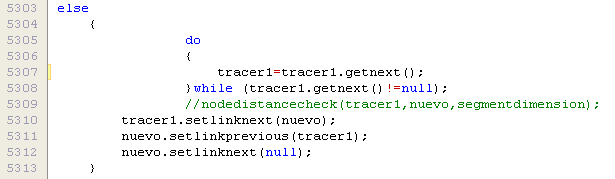 5303 else
5304 {
5305 do
5306 {
5307 tracer1=tracer1.getnext();
5308 }while (tracer1.getnext()!=null);
5309 //nodedistancecheck(tracer1,nuevo,segmentdimension);
5310 tracer1.setlinknext(nuevo);
5311 nuevo.setlinkprevious(tracer1);
5312 nuevo.setlinknext(null);
5313 }